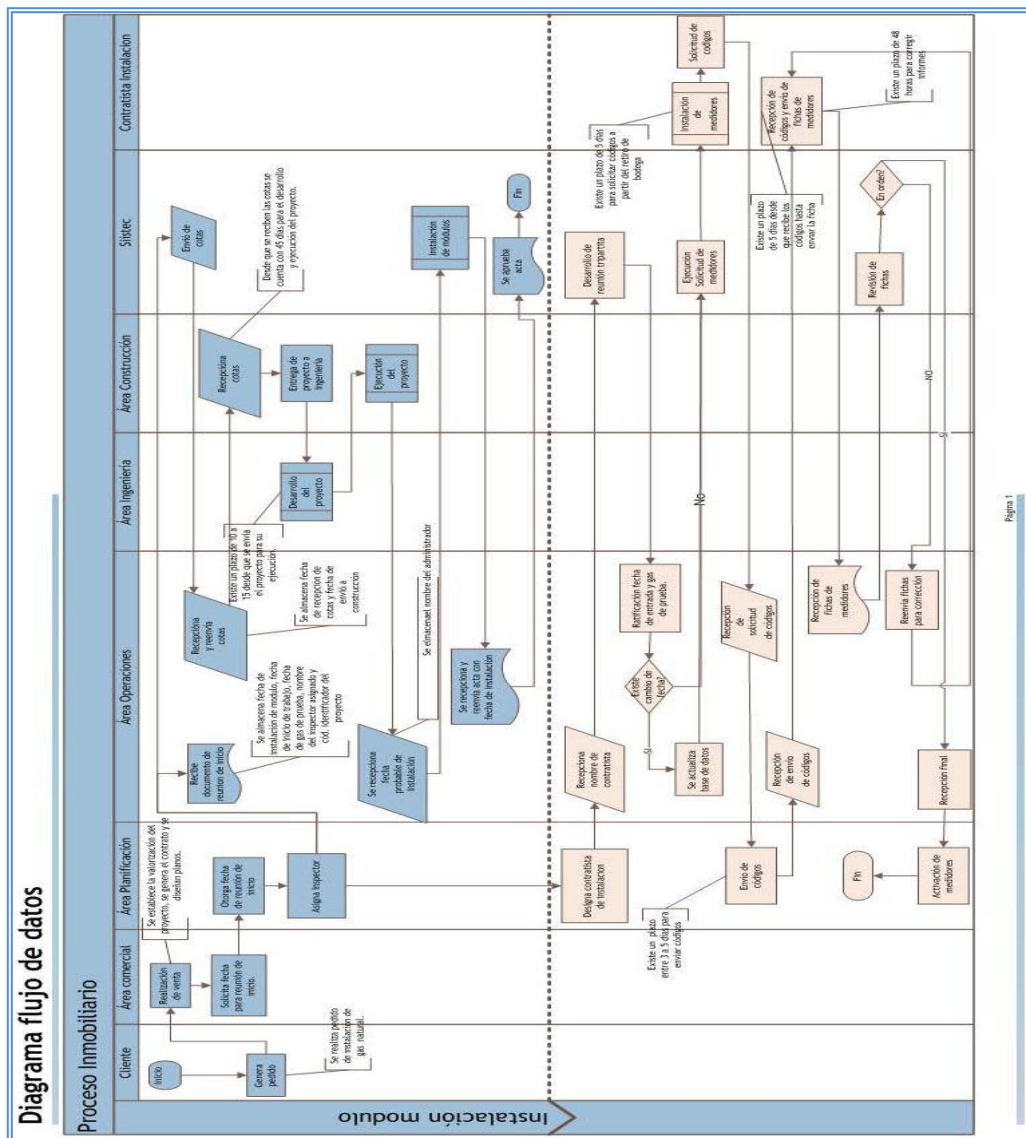 Diagrama flujo de datos
Proceso Inmobiliario
Cliente
Área comercial
Área Planificación
Área Operaciones
Área Ingeniería
Área Construcción
Siistec
Contratista Instalacion
Instalación modulo
Inicio
Genera
pedido
Se realiza pedido
de instalacion de
gas natural.
Realización
de venta
Se establece la valorización del
proyecto, se genera el contrato y se
diseñan planos.
Solicita fecha
para reunión de
inicio.
Otorga fecha
de reunión de
inicio
Asigna Inspector
Recibe
documento de
reunion de inicio
Se almacena fecha de
instalación de modulo, fecha
de Inicio de trabajo, fecha
de gas de prueba, nombre
del inspector asignado y
cód. identificador del
proyecto
Envío de
cotas
Recepciona
y reenvía
cotas
Se almacena fecha
de recepción de
cotas y fecha de
envió a
construcción
Recepciona
cotas
Desde que se reciben las cotas se
cuenta con 45 días para el desarrollo
y ejecución del proyecto.
Entrega de
proyecto a
Ingeniería
Desarrollo
del
proyecto
Existe un plazo de 10 a
15 desde que se envía
el proyecto para su
ejecución.
Ejecución
del
proyecto
Se recepciona
fecha
probable de
Instalación
Se elmacenael nombre del administrador
Instalación
de módulos
Se recepciona y
reenvía acta con
fecha de instalación
Se aprueba
acta
Fin
Designa contratista
de Instalacion
Recepciona
nombre de
contratista
Desarrollo de
reunión tripartita
Ratificación fecha
de entrada y gas
de prueba.
Existe
cambio de
fecha?
Si
Se actualiza
base de datos
No
Ejecución
Solicitud de
medidores
Instalación
de
medidores
Existe un plazo de 5 días
para solicitar códigos a
partir del retiro de
bodega
Solicitud de
codigos
Recepción
de
solicitud
de códigos
Envio de
códigos
Existe un plazo
entre 3 a 5 días para
enviar códigos
Recepción
de envío
de códigos
Recepción de
códigos y envío de
fichas de
medidores
Existe un plazo
de 5 días desde
que recibe los
códigos hasta
enviar la ficha
Existe un plazo de 48
horas para corregir
informes
Recepción de
fichas de
medidores
Revisión de
fichas
En orden?
NO
Si
Reenvia fichas
para corrección
Recepción final
Activación de
medidores
Fin
Página 1